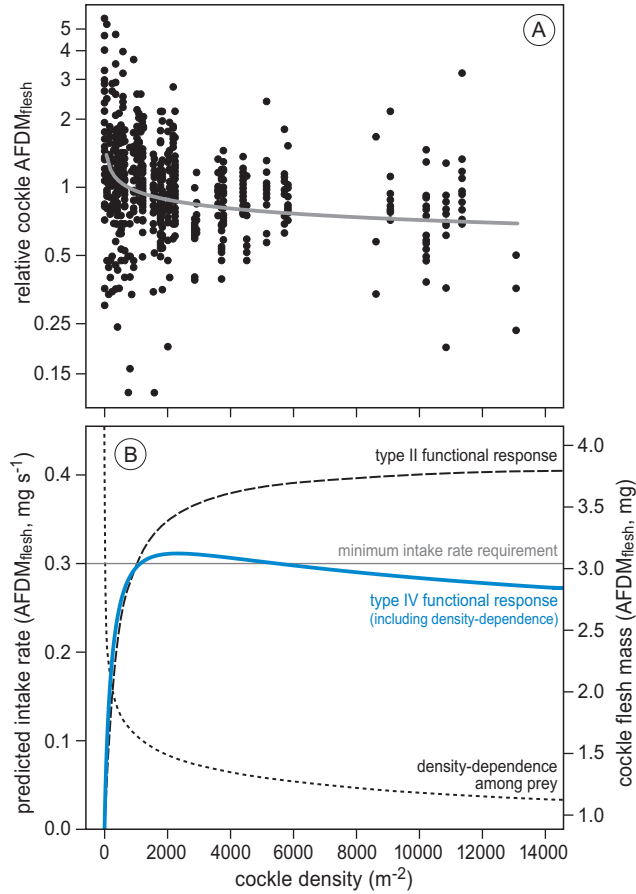 A
relative cockle AFDMflesh
5
4
3
2
1
0.5
0.25
0.15
B
predicted intake rate (AFDMflesh, mg s-1)
0.4
0.3
0.2
0.1
0.0
type II functional response
minimum intake rate requirement
type IV functional response
(including density-dependence)
density-dependence
among prey
4.0
3.5
3.0
2.5
2.0
1.5
1.0
cockle flesh mass (AFDMflesh, mg)
0 2000 4000 6000 8000 10000 12000 14000
cockle density (m-2)